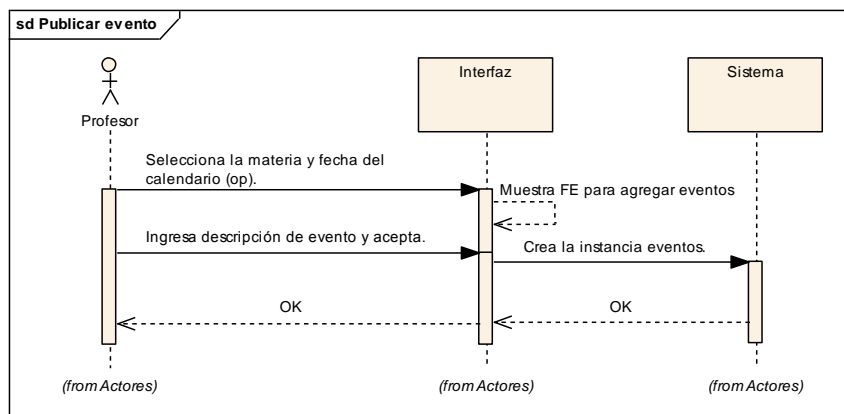 sd Publicar evento
Interfaz
Sistema
Profesor
Selecciona la materia y fecha del
calendario (op).
Muestra FE para agregar eventos
Ingresa descripción de evento y acepta.
Crea la instancia eventos.
OK
OK
(from Actores)
(from Actores)
(from Actores)